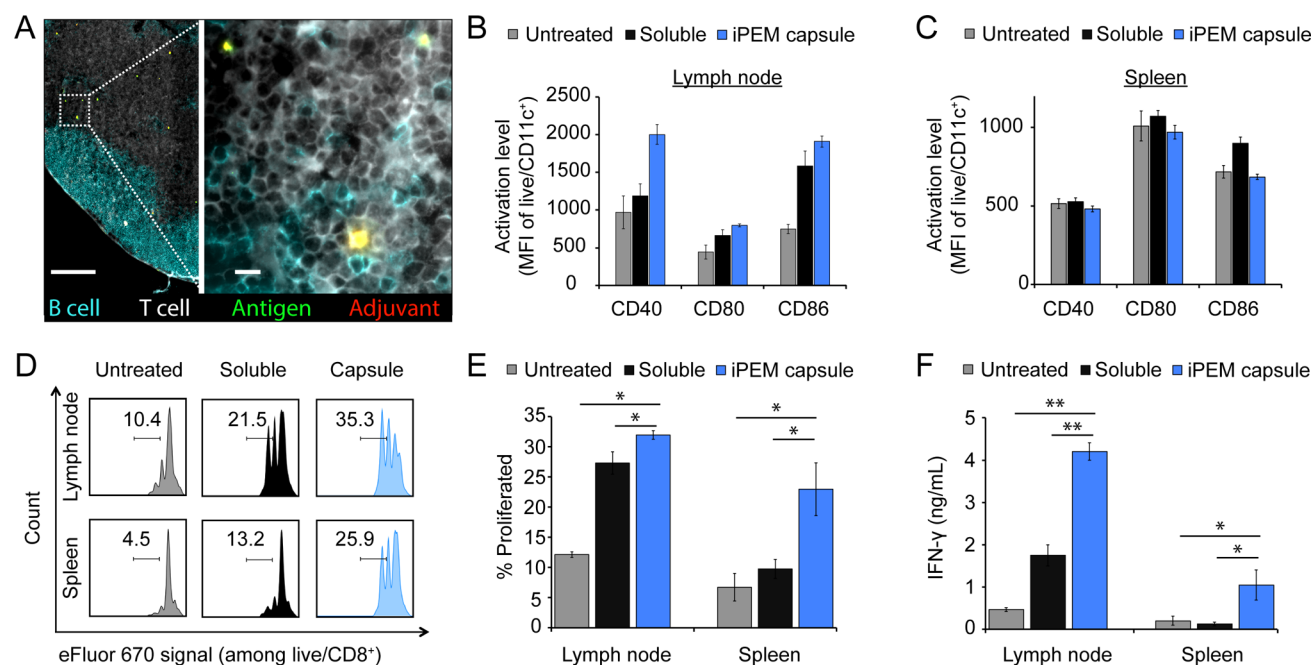 A
B cell T cell Antigen Adjuvant
B
Untreated Soluble iPEM capsule
Lymph node
Activation level
(MFI of live/CD11c⁺)
2500
2000
1500
1000
500
0
CD40 CD80 CD86
C
Untreated Soluble iPEM capsule
Spleen
Activation level
(MFI of live/CD11c⁺)
1000
500
0
CD40 CD80 CD86
D
Untreated Soluble Capsule
Lymph node
10.4 21.5 35.3
Spleen
4.5 13.2 25.9
Count
eFluor 670 signal (among live/CD8⁺)
E
Untreated Soluble iPEM capsule
% Proliferated
35
30
25
20
15
10
5
0
* * * *
Lymph node Spleen
F
Untreated Soluble iPEM capsule
IFN-γ (ng/mL)
5
4
3
2
1
0
** ** * *
Lymph node Spleen